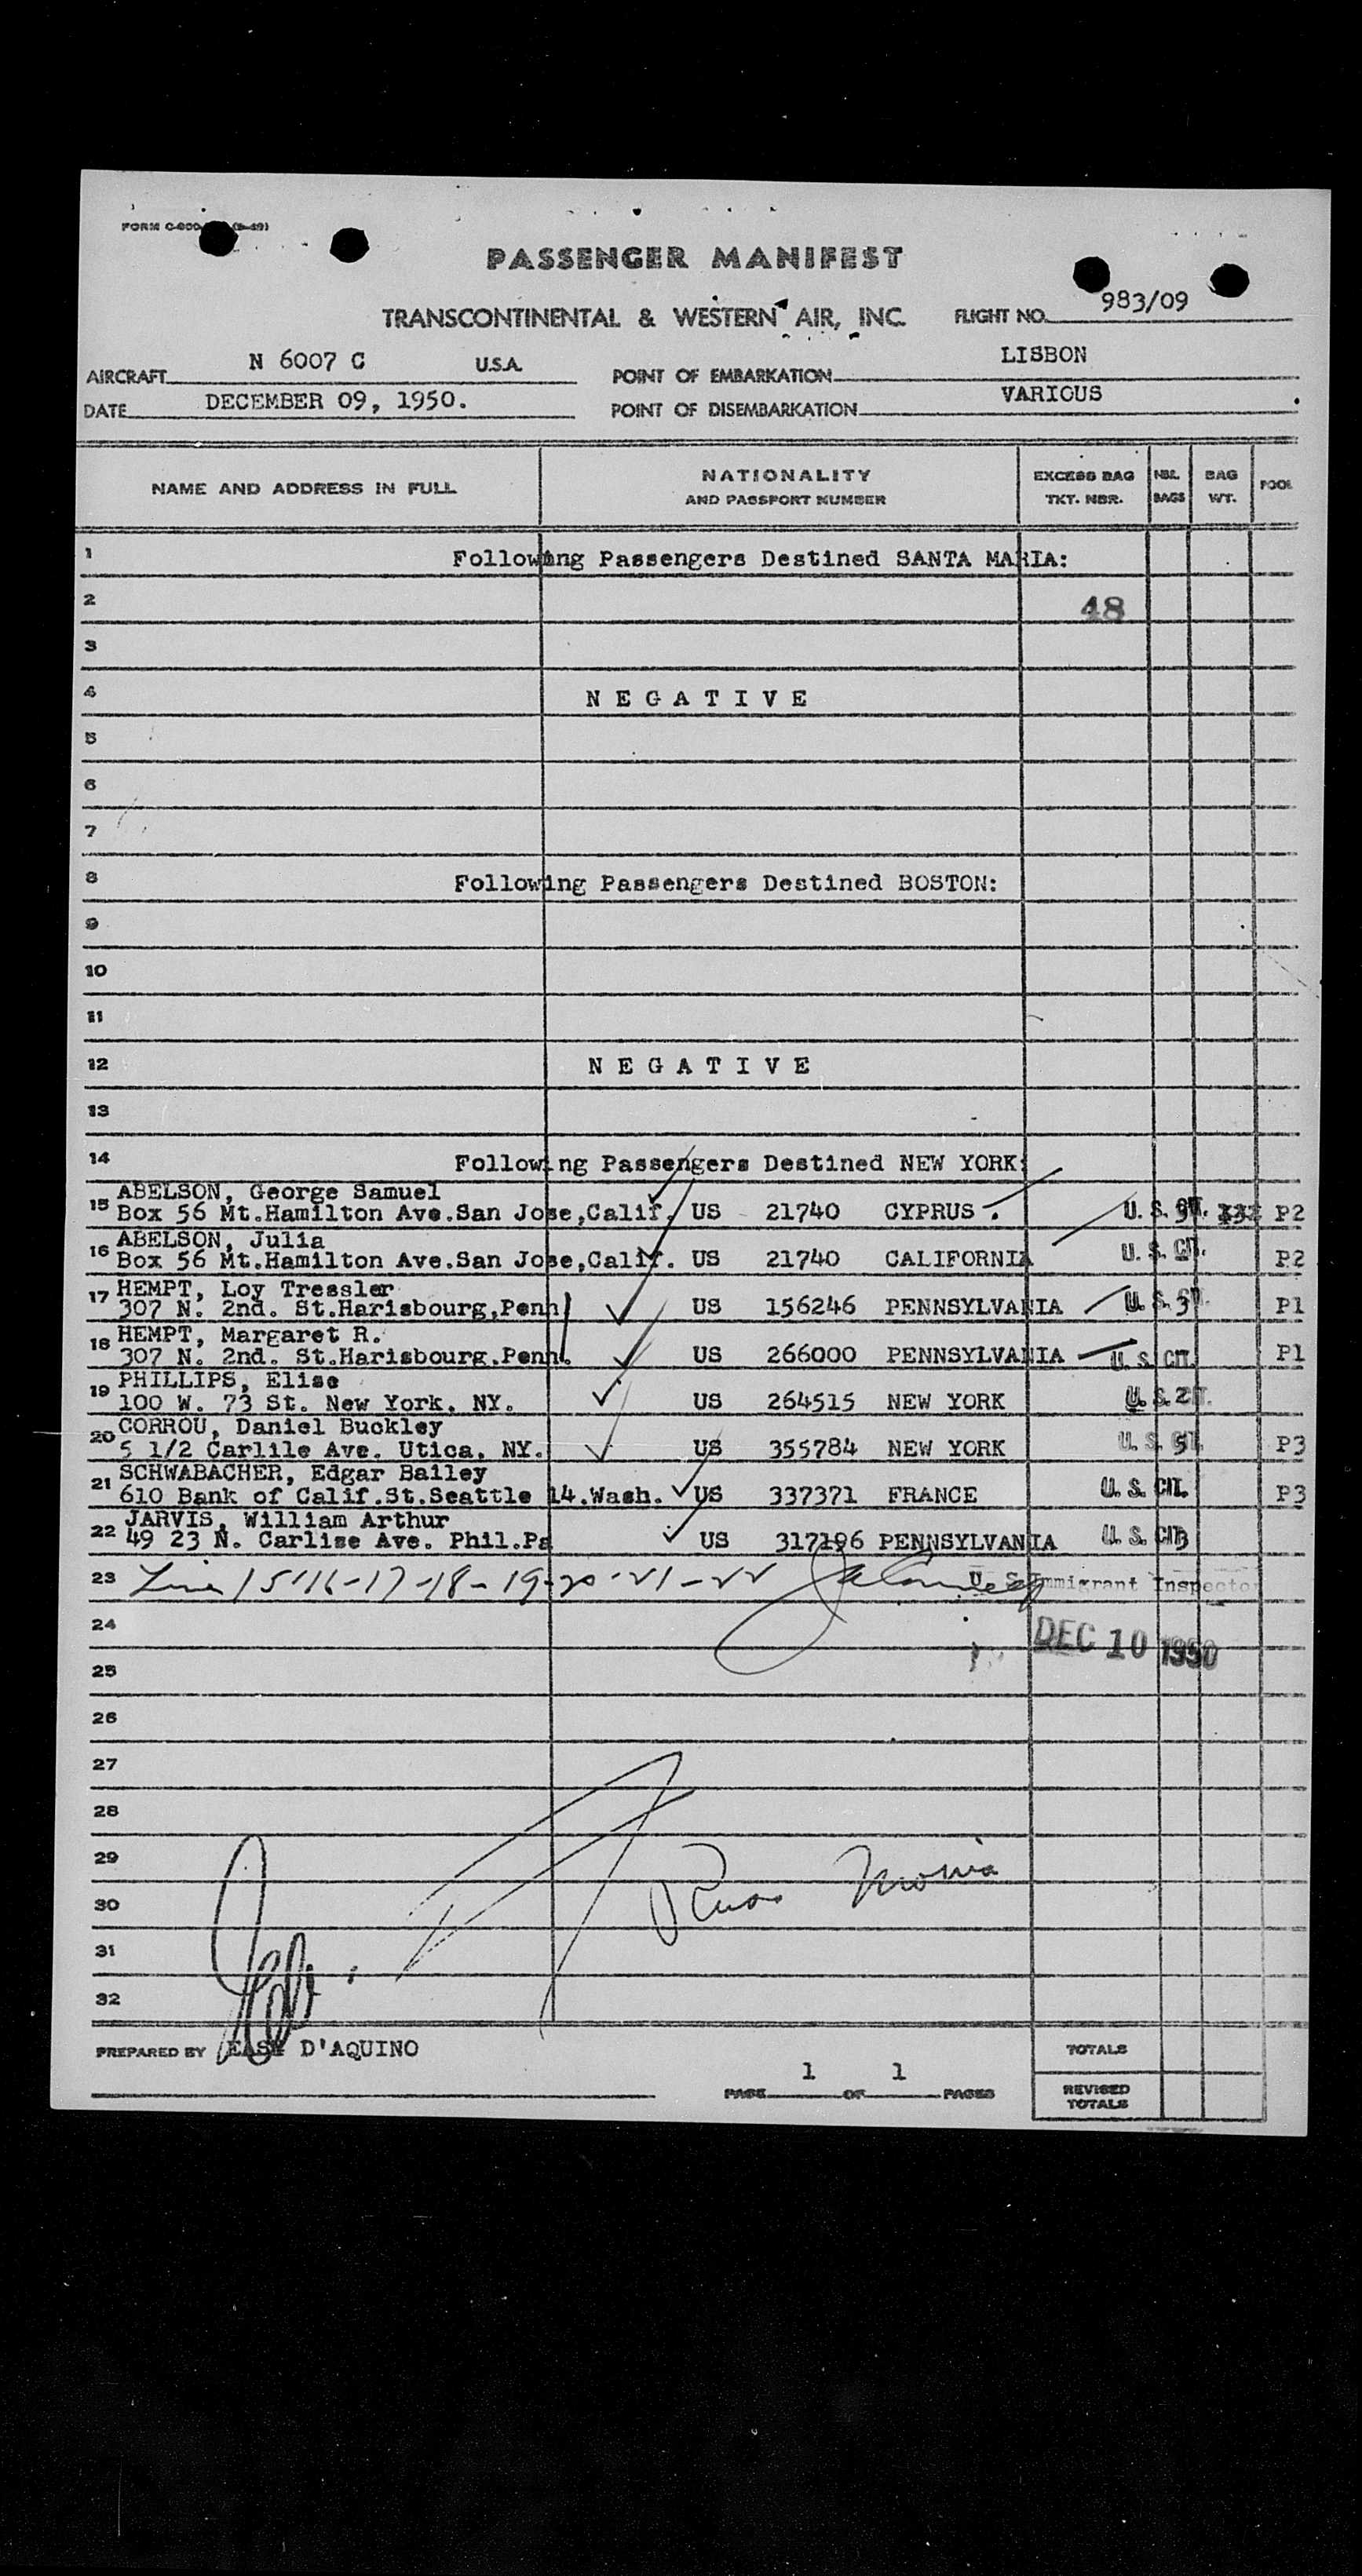 PASSENGER MANIFEST
TRANSCONTINENTAL & WESTERN AIR, INC. FLIGHT NO. 983/09
AIRCRAFT N 6007 C U.S.A. POINT OF EMBARKATION LISBON
DATE DECEMBER 09, 1950. POINT OF DISEMBARKATION VARIOUS
NAME AND ADDRESS IN FULL NATIONALITY AND PASSPORT NUMBER EXCESS BAG TKT. NBR. NBR. BAGS BAG WT. POOL
1 Following Passengers Destined SANTA MARIA:
2 48
3
4 N E G A T I V E
5
6
7
8 Following Passengers Destined BOSTON:
9
10
11
12 N E G A T I V E
13
14 Following Passengers Destined NEW YORK:
ABELSON, George Samuel
15 Box 56 Mt.Hamilton Ave.San Jose,Calif. US 21740 CYPRUS U. S. P2
ABELSON, Julia
16 Box 56 Mt.Hamilton Ave.San Jose,Calif. US 21740 CALIFORNIA U. S. CIT. P2
HEMPT, Loy Tressler
17 307 N. 2nd. St.Harisbourg,Penn US 156246 PENNSYLVANIA U. S. 3 P1
HEMPT, Margaret R.
18 307 N. 2nd. St.Harisbourg.Penn. US 266000 PENNSYLVANIA U. S. CIT. P1
PHILLIPS, Elise
19 100 W. 73 St. New York. NY. US 264515 NEW YORK U. S. 2
CORROU, Daniel Buckley
20 5 1/2 Carlile Ave. Utica, NY. US 355784 NEW YORK U. S. 5 P3
SCHWABACHER, Edgar Bailey
21 610 Bank of Calif.St.Seattle 14.Wash. US 337371 FRANCE U. S. CIT. P3
JARVIS, William Arthur
22 49 23 N. Carlise Ave. Phil.Pa US 317196 PENNSYLVANIA U. S. CIT. 3
23 Line 15-16-17-18-19-20-21-22 U. S. Immigrant Inspector
24 DEC 10 1950
25
26
27
28
29
30
31
32
PREPARED BY EASY D'AQUINO TOTALS
PAGE 1 OF 1 PAGES REVISED TOTALS